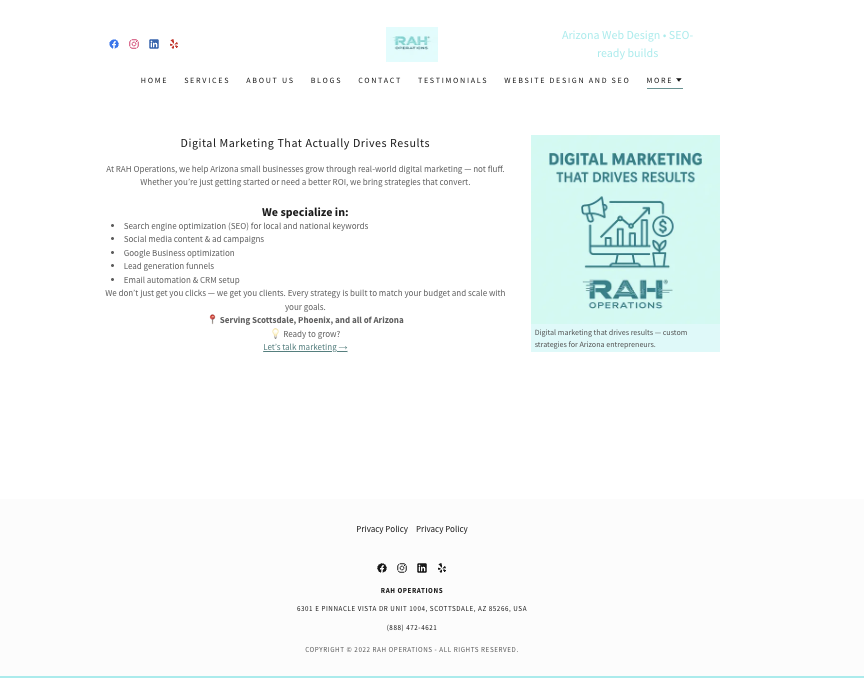 RAH
OPERATIONS
Arizona Web Design • SEO-
ready builds
HOME SERVICES ABOUT US BLOGS CONTACT TESTIMONIALS WEBSITE DESIGN AND SEO MORE
Digital Marketing That Actually Drives Results
At RAH Operations, we help Arizona small businesses grow through real-world digital marketing — not fluff.
Whether you're just getting started or need a better ROI, we bring strategies that convert.
We specialize in:
• Search engine optimization (SEO) for local and national keywords
• Social media content & ad campaigns
• Google Business optimization
• Lead generation funnels
• Email automation & CRM setup
We don't just get you clicks — we get you clients. Every strategy is built to match your budget and scale with
your goals.
📍 Serving Scottsdale, Phoenix, and all of Arizona
💡 Ready to grow?
Let's talk marketing →
DIGITAL MARKETING
THAT DRIVES RESULTS
$
RAH
OPERATIONS
Digital marketing that drives results — custom
strategies for Arizona entrepreneurs.
Privacy Policy Privacy Policy
RAH OPERATIONS
6301 E PINNACLE VISTA DR UNIT 1004, SCOTTSDALE, AZ 85266, USA
(888) 472-4621
COPYRIGHT © 2022 RAH OPERATIONS - ALL RIGHTS RESERVED.